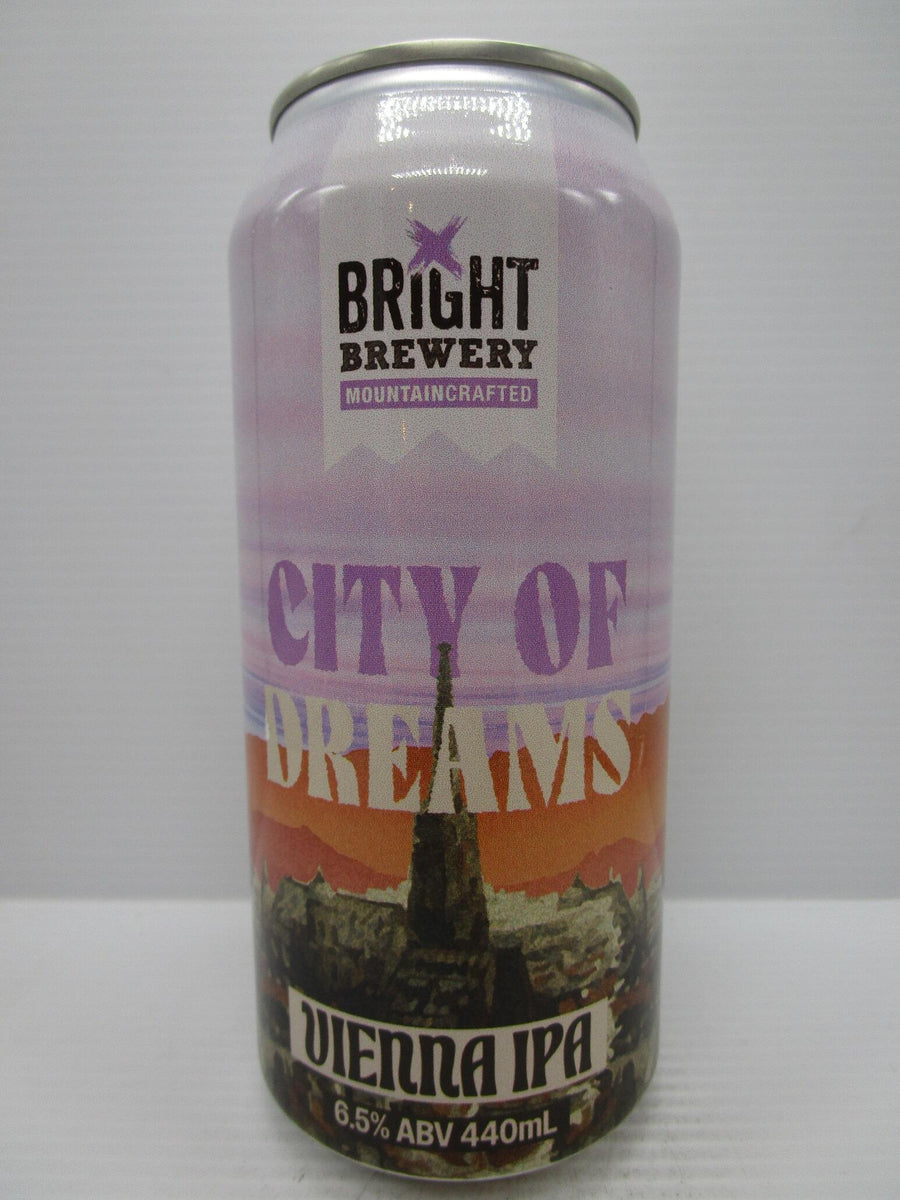 BRIGHT
BREWERY
MOUNTAINCRAFTED
CITY OF
DREAMS
VIENNA IPA
6.5% ABV 440mL